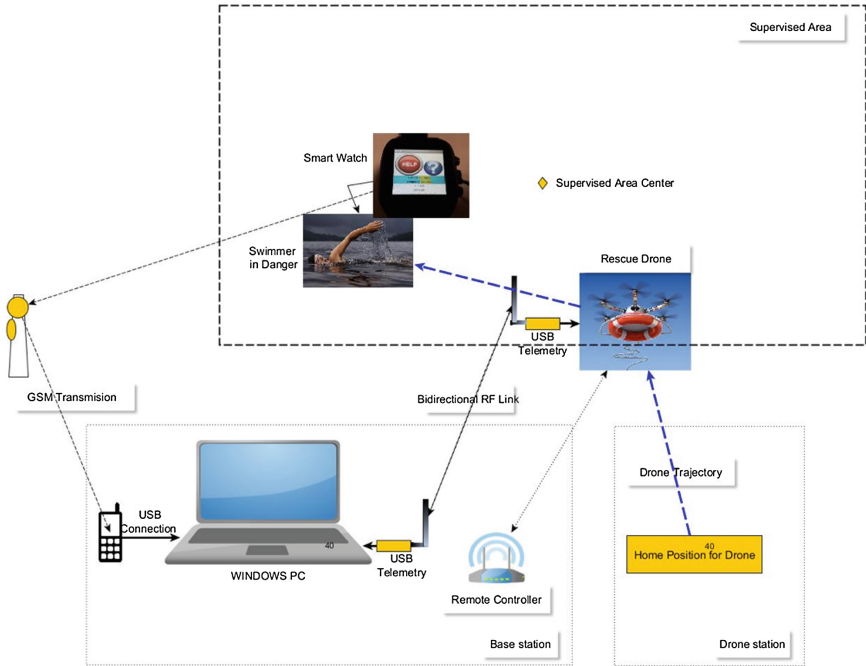 Supervised Area
Smart Watch
HELP
?
Supervised Area Center
Swimmer
in Danger
Rescue Drone
USB
Telemetry
GSM Transmision
Bidirectional RF Link
Drone Trajectory
USB
Connection
40
USB
Telemetry
WINDOWS PC
40
Home Position for Drone
Remote Controller
Base station
Drone station